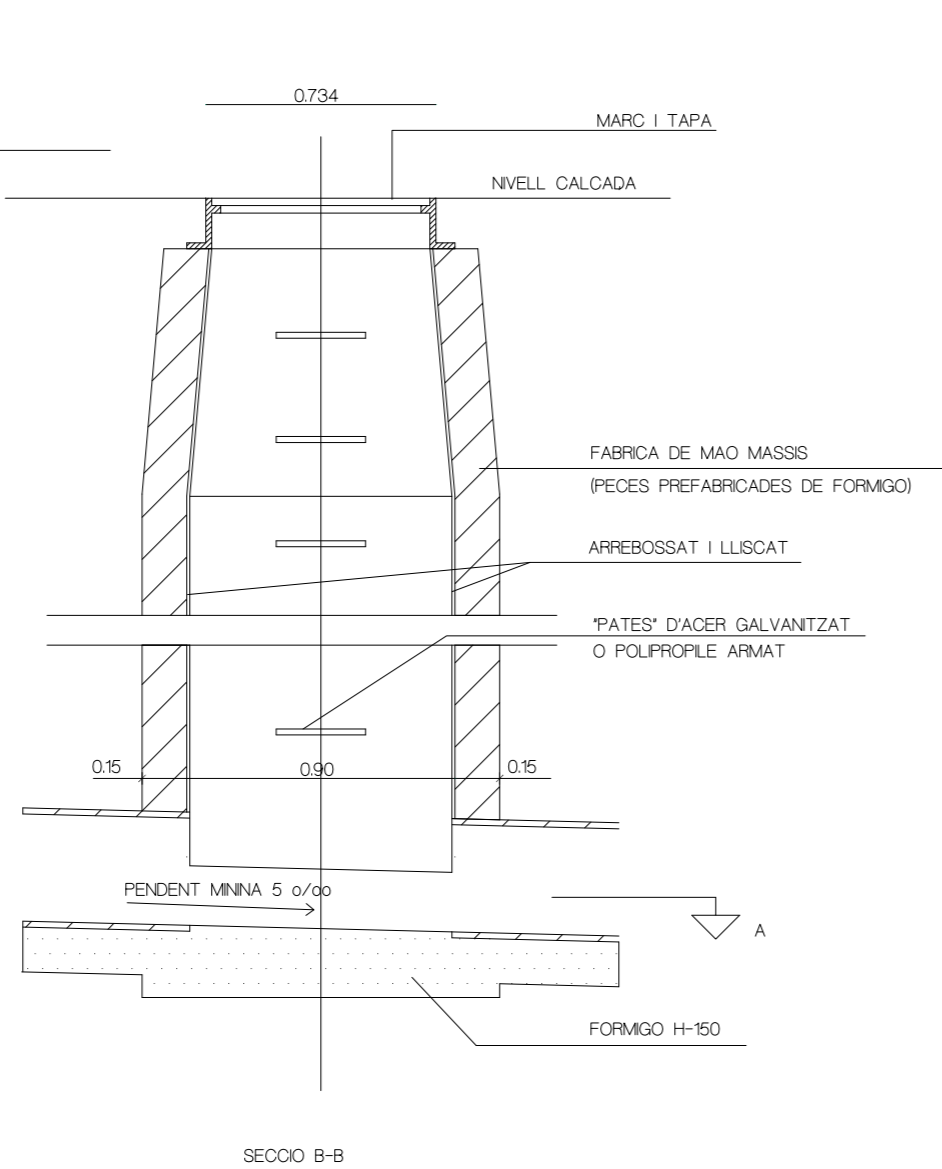 0.734
MARC I TAPA
NIVELL CALCADA
FABRICA DE MAO MASSIS
(PECES PREFABRICADES DE FORMIGO)
ARREBOSSAT I LLISCAT
"PATES" D'ACER GALVANITZAT
O POLIPROPILE ARMAT
0.15 0.90 0.15
PENDENT MININA 5 o/oo
A
FORMIGO H-150
SECCIO B-B